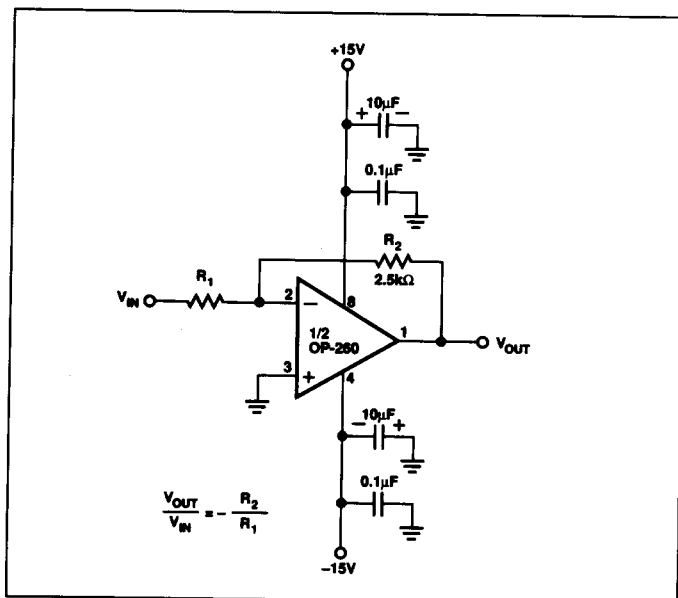 +15V
+ 10µF −
0.1µF
R2
2.5kΩ
R1
VIN
2 −
8
1/2
OP-260
1
VOUT
3 +
4
− 10µF +
0.1µF
VOUT/VIN = − R2/R1
−15V